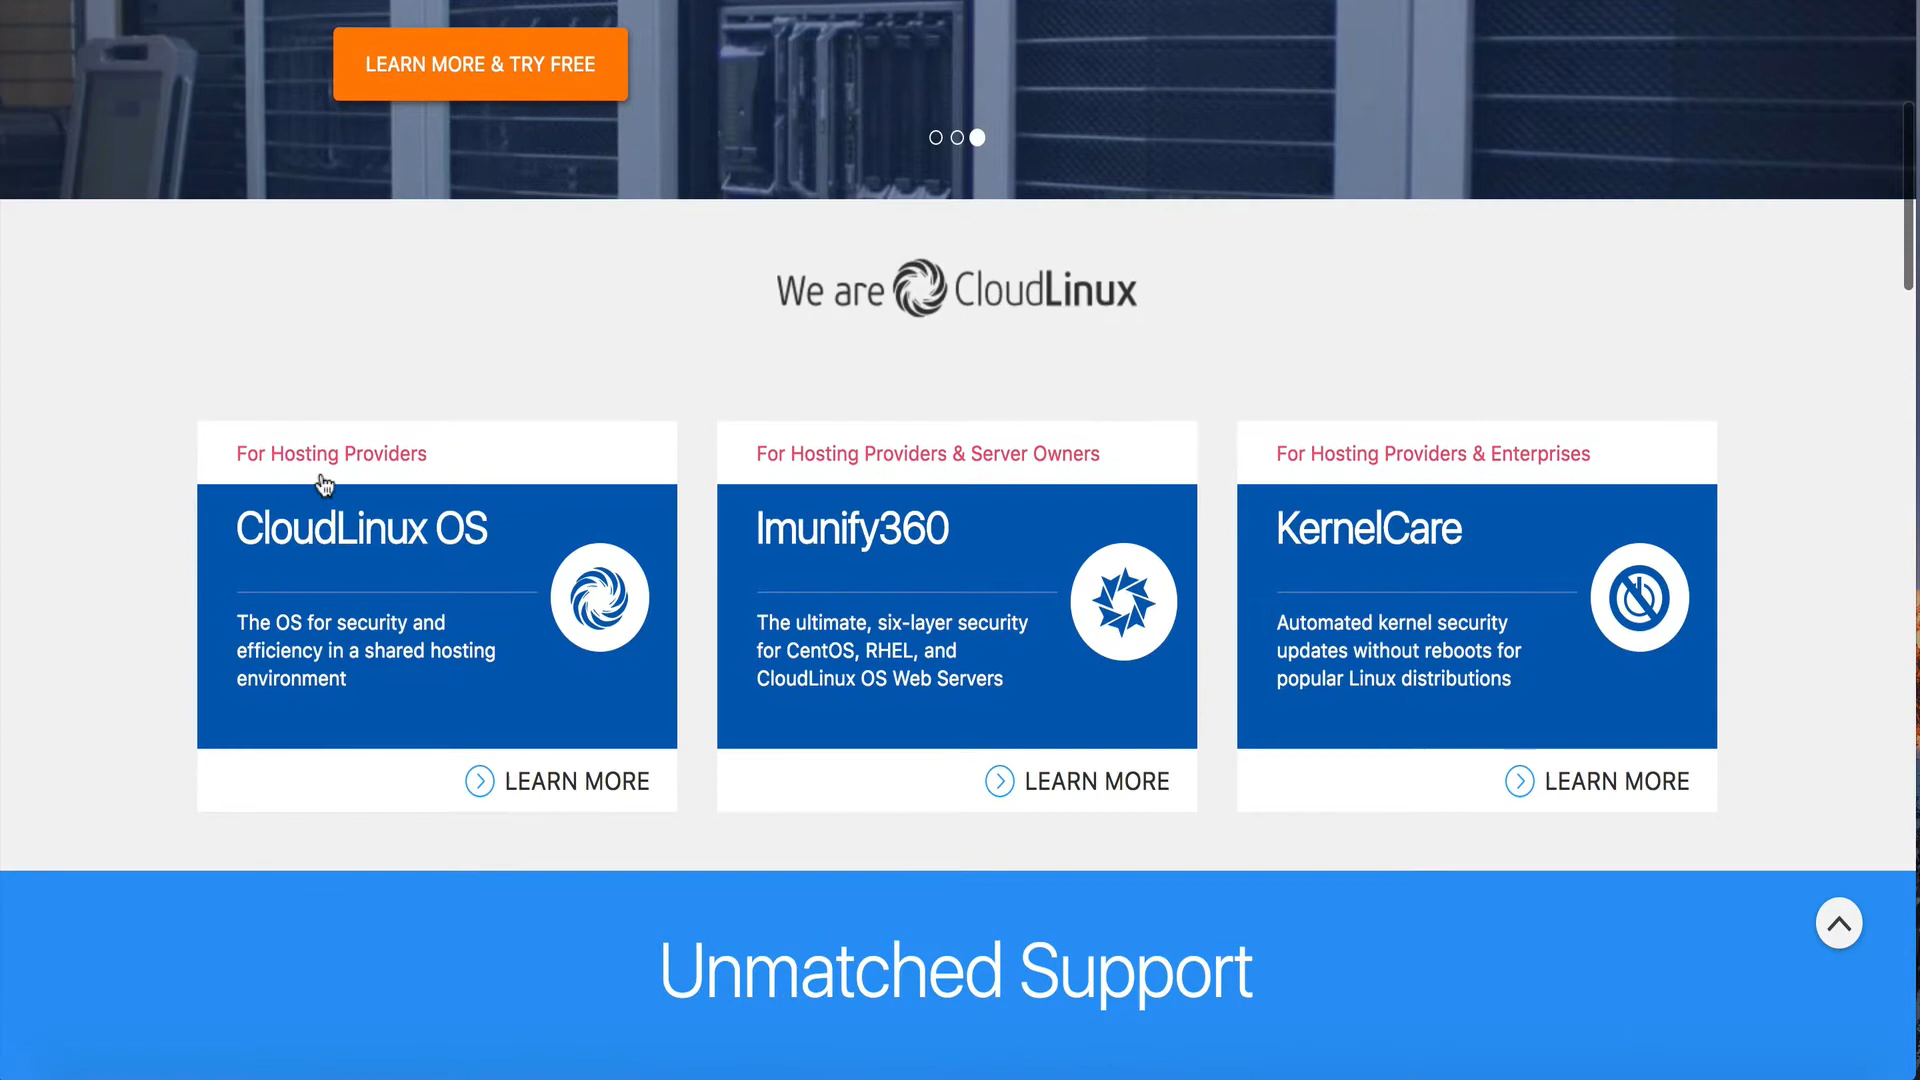 LEARN MORE & TRY FREE
We are CloudLinux
For Hosting Providers
CloudLinux OS
The OS for security and
efficiency in a shared hosting
environment
LEARN MORE
For Hosting Providers & Server Owners
Imunify360
The ultimate, six-layer security
for CentOS, RHEL, and
CloudLinux OS Web Servers
LEARN MORE
For Hosting Providers & Enterprises
KernelCare
Automated kernel security
updates without reboots for
popular Linux distributions
LEARN MORE
Unmatched Support